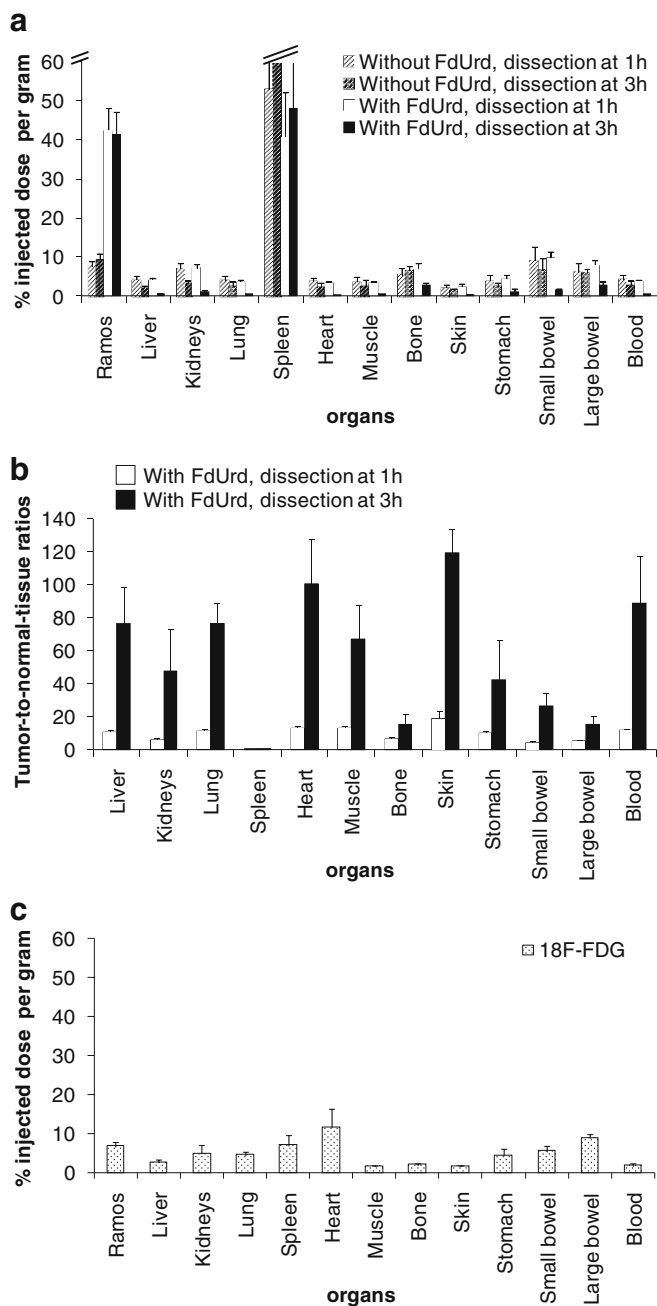 a
% injected dose per gram
60
50
40
30
20
10
0
Without FdUrd, dissection at 1h
Without FdUrd, dissection at 3h
With FdUrd, dissection at 1h
With FdUrd, dissection at 3h
Ramos
Liver
Kidneys
Lung
Spleen
Heart
Muscle
Bone
Skin
Stomach
Small bowel
Large bowel
Blood
organs
b
With FdUrd, dissection at 1h
With FdUrd, dissection at 3h
Tumor-to-normal-tissue ratios
140
120
100
80
60
40
20
0
Liver
Kidneys
Lung
Spleen
Heart
Muscle
Bone
Skin
Stomach
Small bowel
Large bowel
Blood
organs
c
% injected dose per gram
60
50
40
30
20
10
0
18F-FDG
Ramos
Liver
Kidneys
Lung
Spleen
Heart
Muscle
Bone
Skin
Stomach
Small bowel
Large bowel
Blood
organs